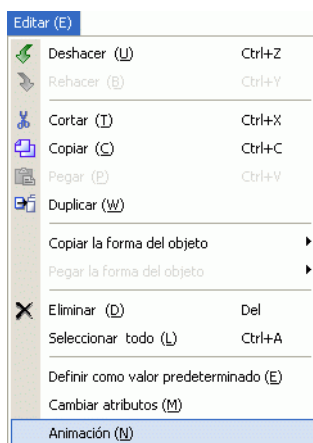 Editar (E)
Deshacer (U) Ctrl+Z
Rehacer (B) Ctrl+Y
Cortar (T) Ctrl+X
Copiar (C) Ctrl+C
Pegar (P) Ctrl+V
Duplicar (W)
Copiar la forma del objeto
Pegar la forma del objeto
Eliminar (D) Del
Seleccionar todo (L) Ctrl+A
Definir como valor predeterminado (E)
Cambiar atributos (M)
Animación (N)